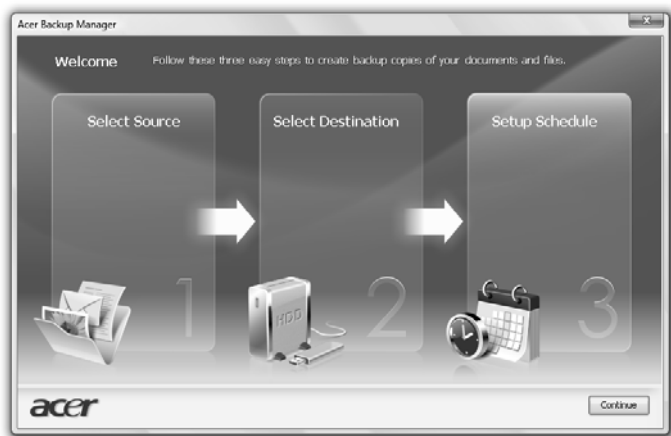 Acer Backup Manager
Welcome
Follow these three easy steps to create backup copies of your documents and files.
Select Source
Select Destination
Setup Schedule
1
HDD
2
3
acer
Continue